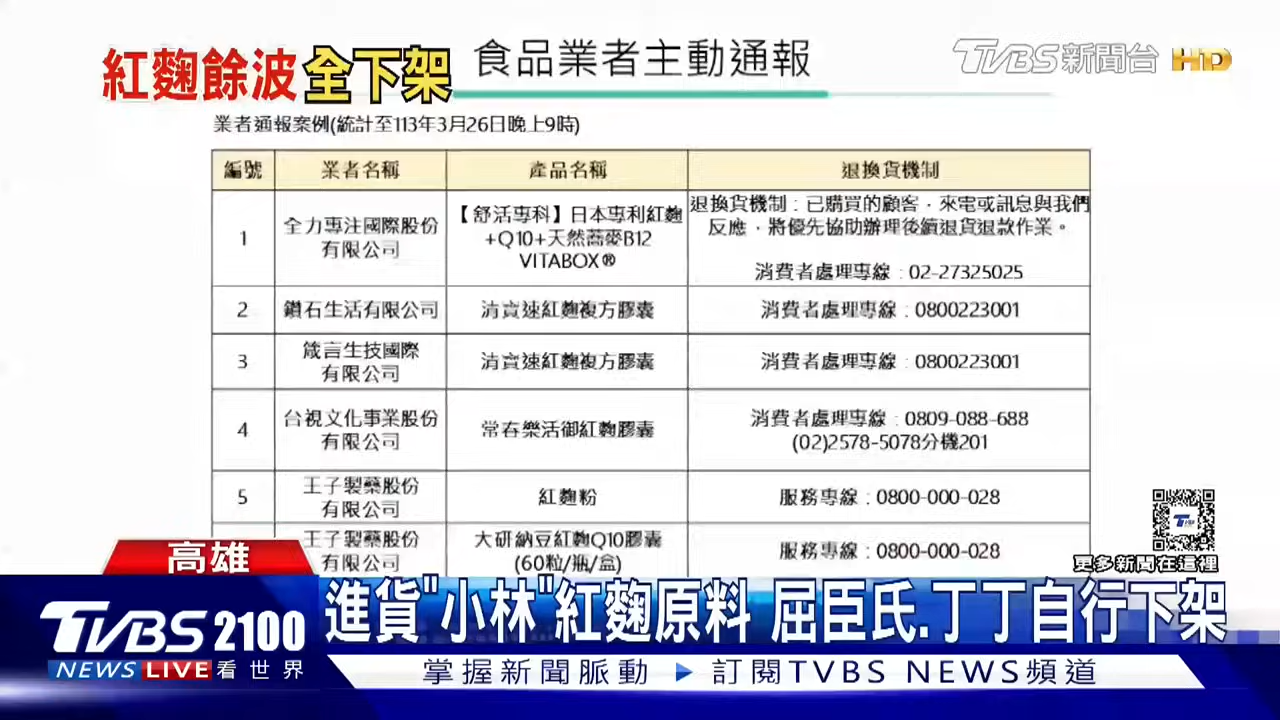 紅麴餘波 全下架
食品業者主動通報
TVBS新聞台 HD
業者通報案例(統計至113年3月26日晚上9時)
編號 業者名稱 產品名稱 退換貨機制
1
全力專注國際股份
有限公司
【舒活專科】日本專利紅麴
+Q10+天然蕎麥B12
VITABOX®
退換貨機制：已購買的顧客，來電或訊息與我們
反應，將優先協助辦理後續退貨退款作業。
消費者處理專線：02-27325025
2 鑽石生活有限公司 清寶速紅麴複方膠囊 消費者處理專線：0800223001
3
箴言生技國際
有限公司
清寶速紅麴複方膠囊
消費者處理專線：0800223001
4
台視文化事業股份
有限公司
常春樂活御紅麴膠囊
消費者處理專線：0809-088-688
(02)2578-5078分機201
5
王子製藥股份
有限公司
紅麴粉
服務專線：0800-000-028
王子製藥股份
有限公司
大研納豆紅麴Q10膠囊
(60粒/瓶/盒)
服務專線：0800-000-028
更多新聞在這裡
高雄
進貨"小林"紅麴原料 屈臣氏.丁丁自行下架
TVBS 2100
NEWS LIVE 看世界
掌握新聞脈動 ▶ 訂閱TVBS NEWS頻道